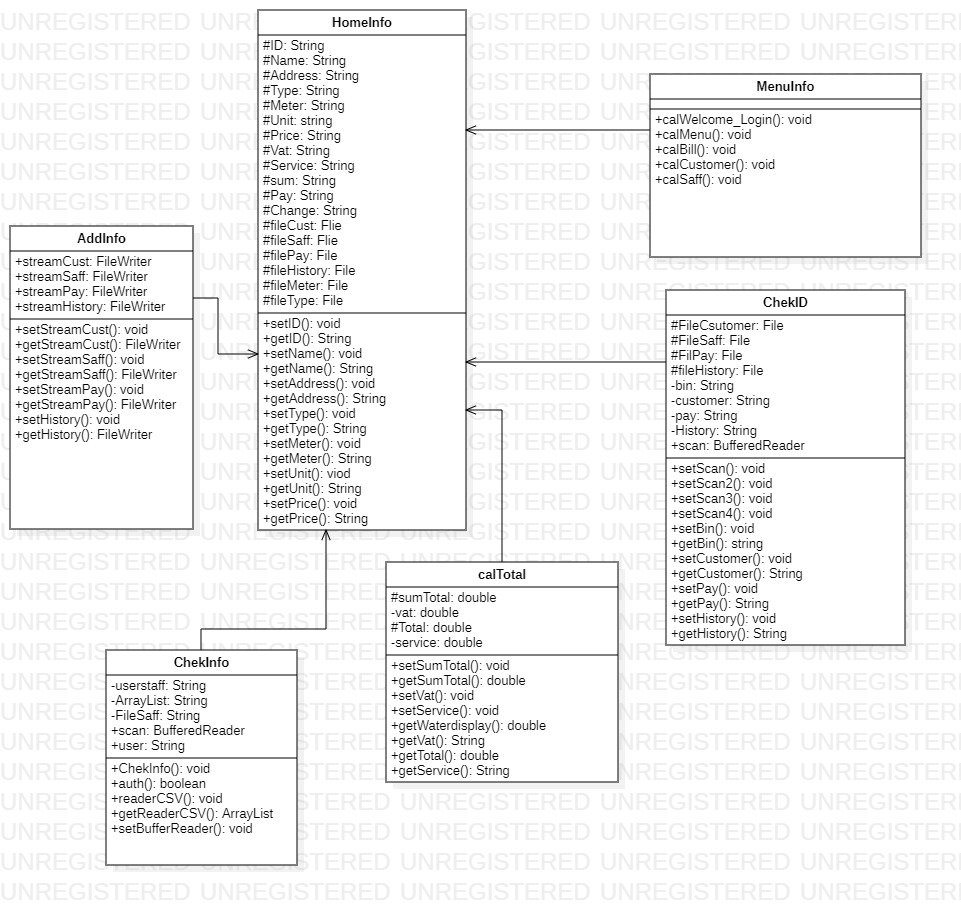 HomeInfo
#ID: String
#Name: String
#Address: String
#Type: String
#Meter: String
#Unit: string
#Price: String
#Vat: String
#Service: String
#sum: String
#Pay: String
#Change: String
#fileCust: Flie
#fileSaff: Flie
#filePay: File
#fileHistory: File
#fileMeter: File
#fileType: File
+setID(): void
+getID(): String
+setName(): void
+getName(): String
+setAddress(): void
+getAddress(): String
+setType(): void
+getType(): String
+setMeter(): void
+getMeter(): String
+setUnit(): viod
+getUnit(): String
+setPrice(): void
+getPrice(): String
MenuInfo
+calWelcome_Login(): void
+calMenu(): void
+calBill(): void
+calCustomer(): void
+calSaff(): void
AddInfo
+streamCust: FileWriter
+streamSaff: FileWriter
+streamPay: FileWriter
+streamHistory: FileWriter
+setStreamCust(): void
+getStreamCust(): FileWriter
+setStreamSaff(): void
+getStreamSaff(): FileWriter
+setStreamPay(): void
+getStreamPay(): FileWriter
+setHistory(): void
+getHistory(): FileWriter
ChekID
#FileCsutomer: File
#FileSaff: File
#FilPay: File
#fileHistory: File
-bin: String
-customer: String
-pay: String
-History: String
+scan: BufferedReader
+setScan(): void
+setScan2(): void
+setScan3(): void
+setScan4(): void
+setBin(): void
+getBin(): string
+setCustomer(): void
+getCustomer(): String
+setPay(): void
+getPay(): String
+setHistory(): void
+getHistory(): String
calTotal
#sumTotal: double
-vat: double
#Total: double
-service: double
+setSumTotal(): void
+getSumTotal(): double
+setVat(): void
+setService(): void
+getWaterdisplay(): double
+getVat(): String
+getTotal(): double
+getService(): String
ChekInfo
-userstaff: String
-ArrayList: String
-FileSaff: String
+scan: BufferedReader
+user: String
+ChekInfo(): void
+auth(): boolean
+readerCSV(): void
+getReaderCSV(): ArrayList
+setBufferReader(): void
UNREGISTERED UNREGISTERED UNREGISTERED UNREGISTERED